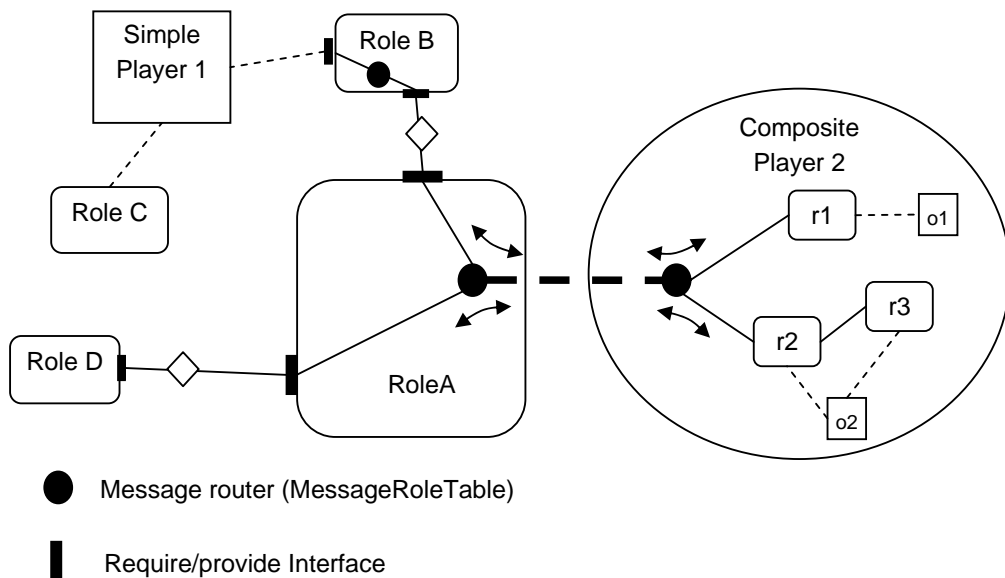 Simple
Player 1
Role B
Composite
Player 2
Role C
r1
o1
r3
r2
Role D
RoleA
o2
Message router (MessageRoleTable)
Require/provide Interface